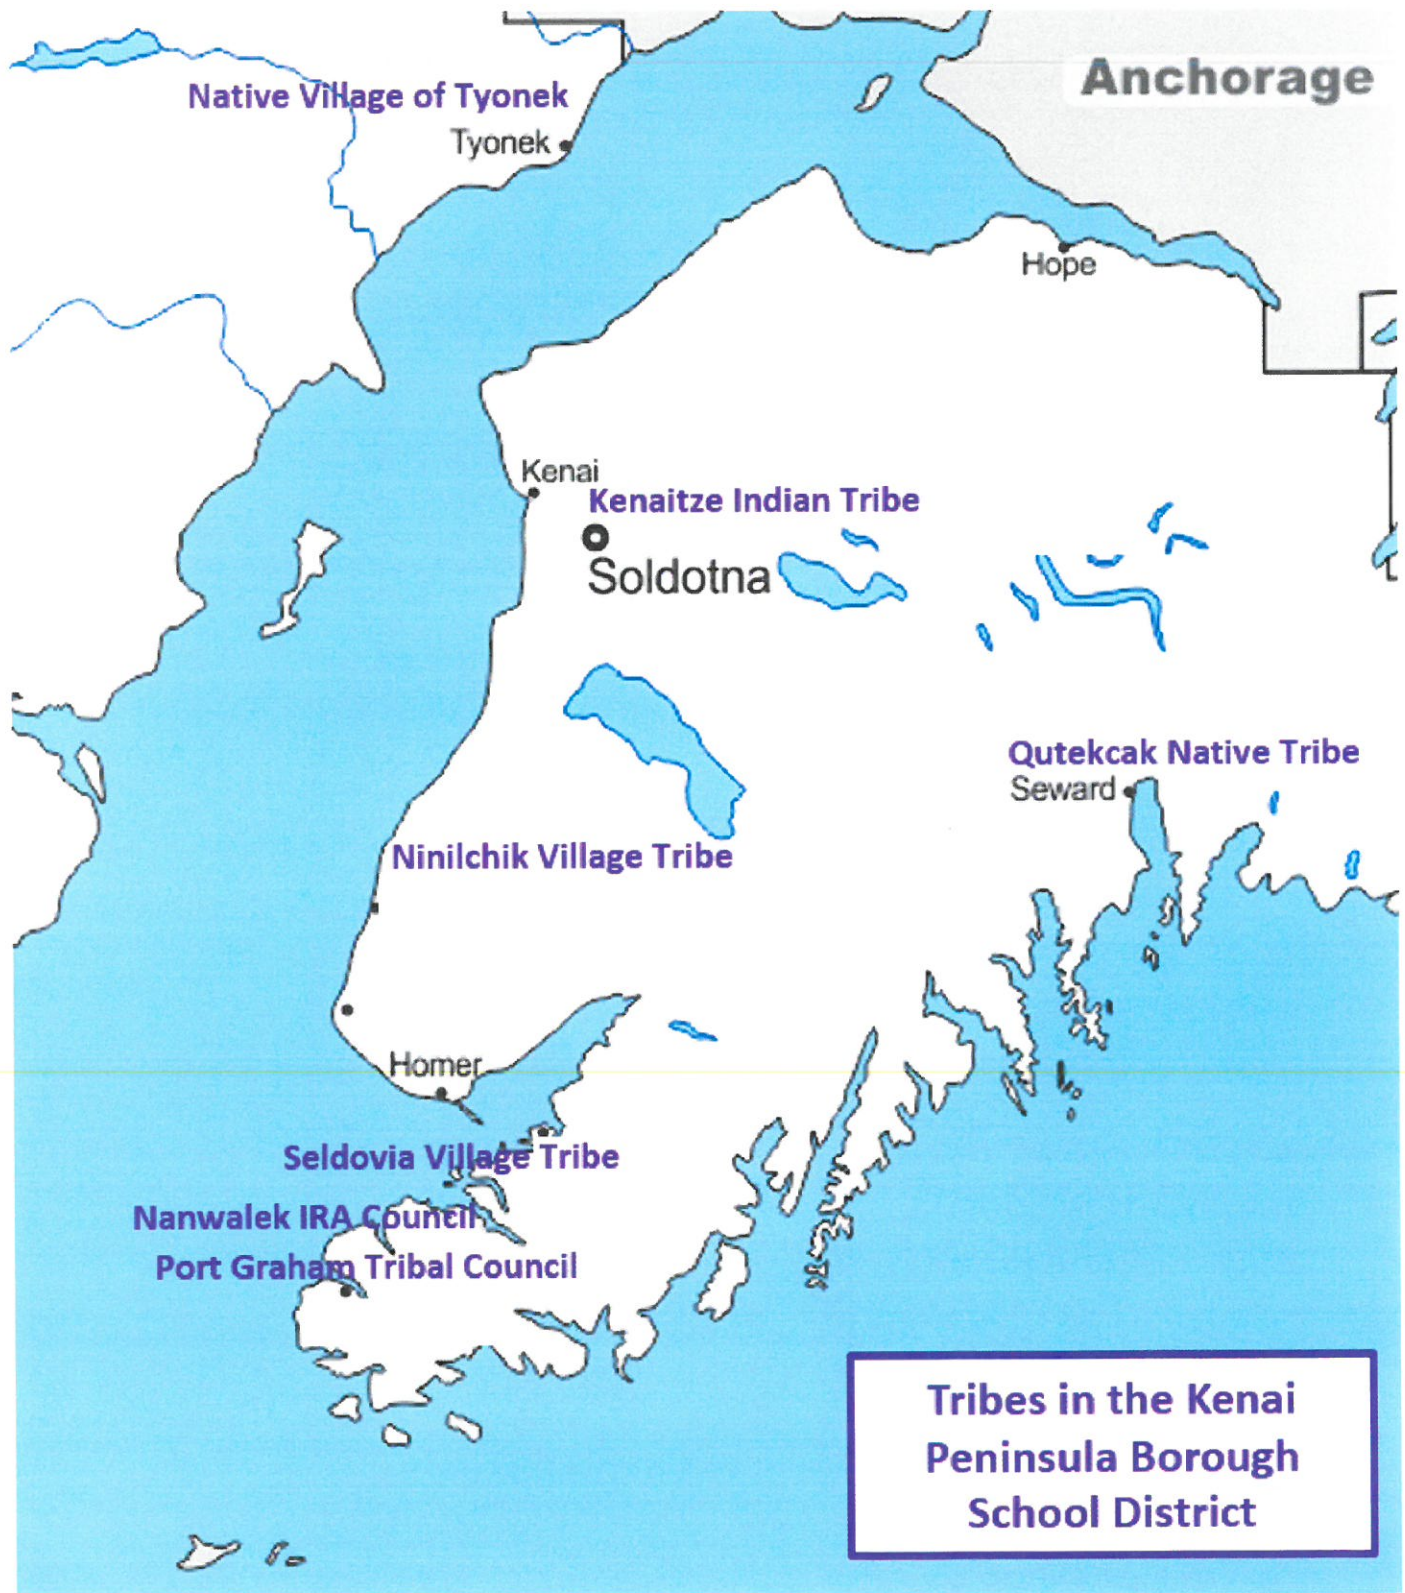 Anchorage
Native Village of Tyonek
Tyonek
Hope
Kenai
Kenaitze Indian Tribe
Soldotna
Qutekcak Native Tribe
Seward
Ninilchik Village Tribe
Homer
Seldovia Village Tribe
Nanwalek IRA Council
Port Graham Tribal Council
Tribes in the Kenai
Peninsula Borough
School District